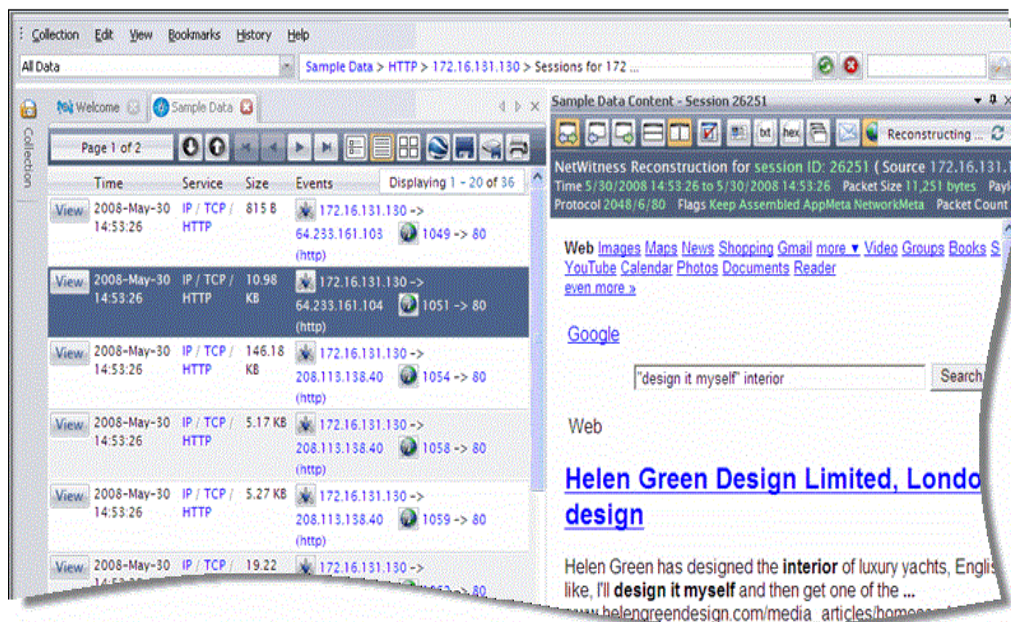 Collection Edit View Bookmarks History Help
All Data
Sample Data > HTTP > 172.16.131.130 > Sessions for 172 ...
Welcome Sample Data
Collection
Page 1 of 2
Time Service Size Events Displaying 1 - 20 of 36
View 2008-May-30 IP / TCP / 815 B 172.16.131.130 ->
14:53:26 HTTP 64.233.161.103 1049 -> 80
(http)
View 2008-May-30 IP / TCP / 10.98 172.16.131.130 ->
14:53:26 HTTP KB 64.233.161.104 1051 -> 80
(http)
View 2008-May-30 IP / TCP / 146.18 172.16.131.130 ->
14:53:26 HTTP KB 208.113.138.40 1054 -> 80
(http)
View 2008-May-30 IP / TCP / 5.17 KB 172.16.131.130 ->
14:53:26 HTTP 208.113.138.40 1058 -> 80
(http)
View 2008-May-30 IP / TCP / 5.27 KB 172.16.131.130 ->
14:53:26 HTTP 208.113.138.40 1059 -> 80
(http)
View 2008-May-30 IP / TCP / 19.22 172.16.131.130 ->
Sample Data Content - Session 26251
txt hex Reconstructing ...
NetWitness Reconstruction for session ID: 26251 ( Source 172.16.131.1
Time 5/30/2008 14:53:26 to 5/30/2008 14:53:26 Packet Size 11,251 bytes Payl
Protocol 2048/6/80 Flags Keep Assembled AppMeta NetworkMeta Packet Count
Web Images Maps News Shopping Gmail more ▼ Video Groups Books S
YouTube Calendar Photos Documents Reader
even more »
Google
"design it myself" interior Search
Web
Helen Green Design Limited, Londo
design
Helen Green has designed the interior of luxury yachts, Englis
like, I'll design it myself and then get one of the ...